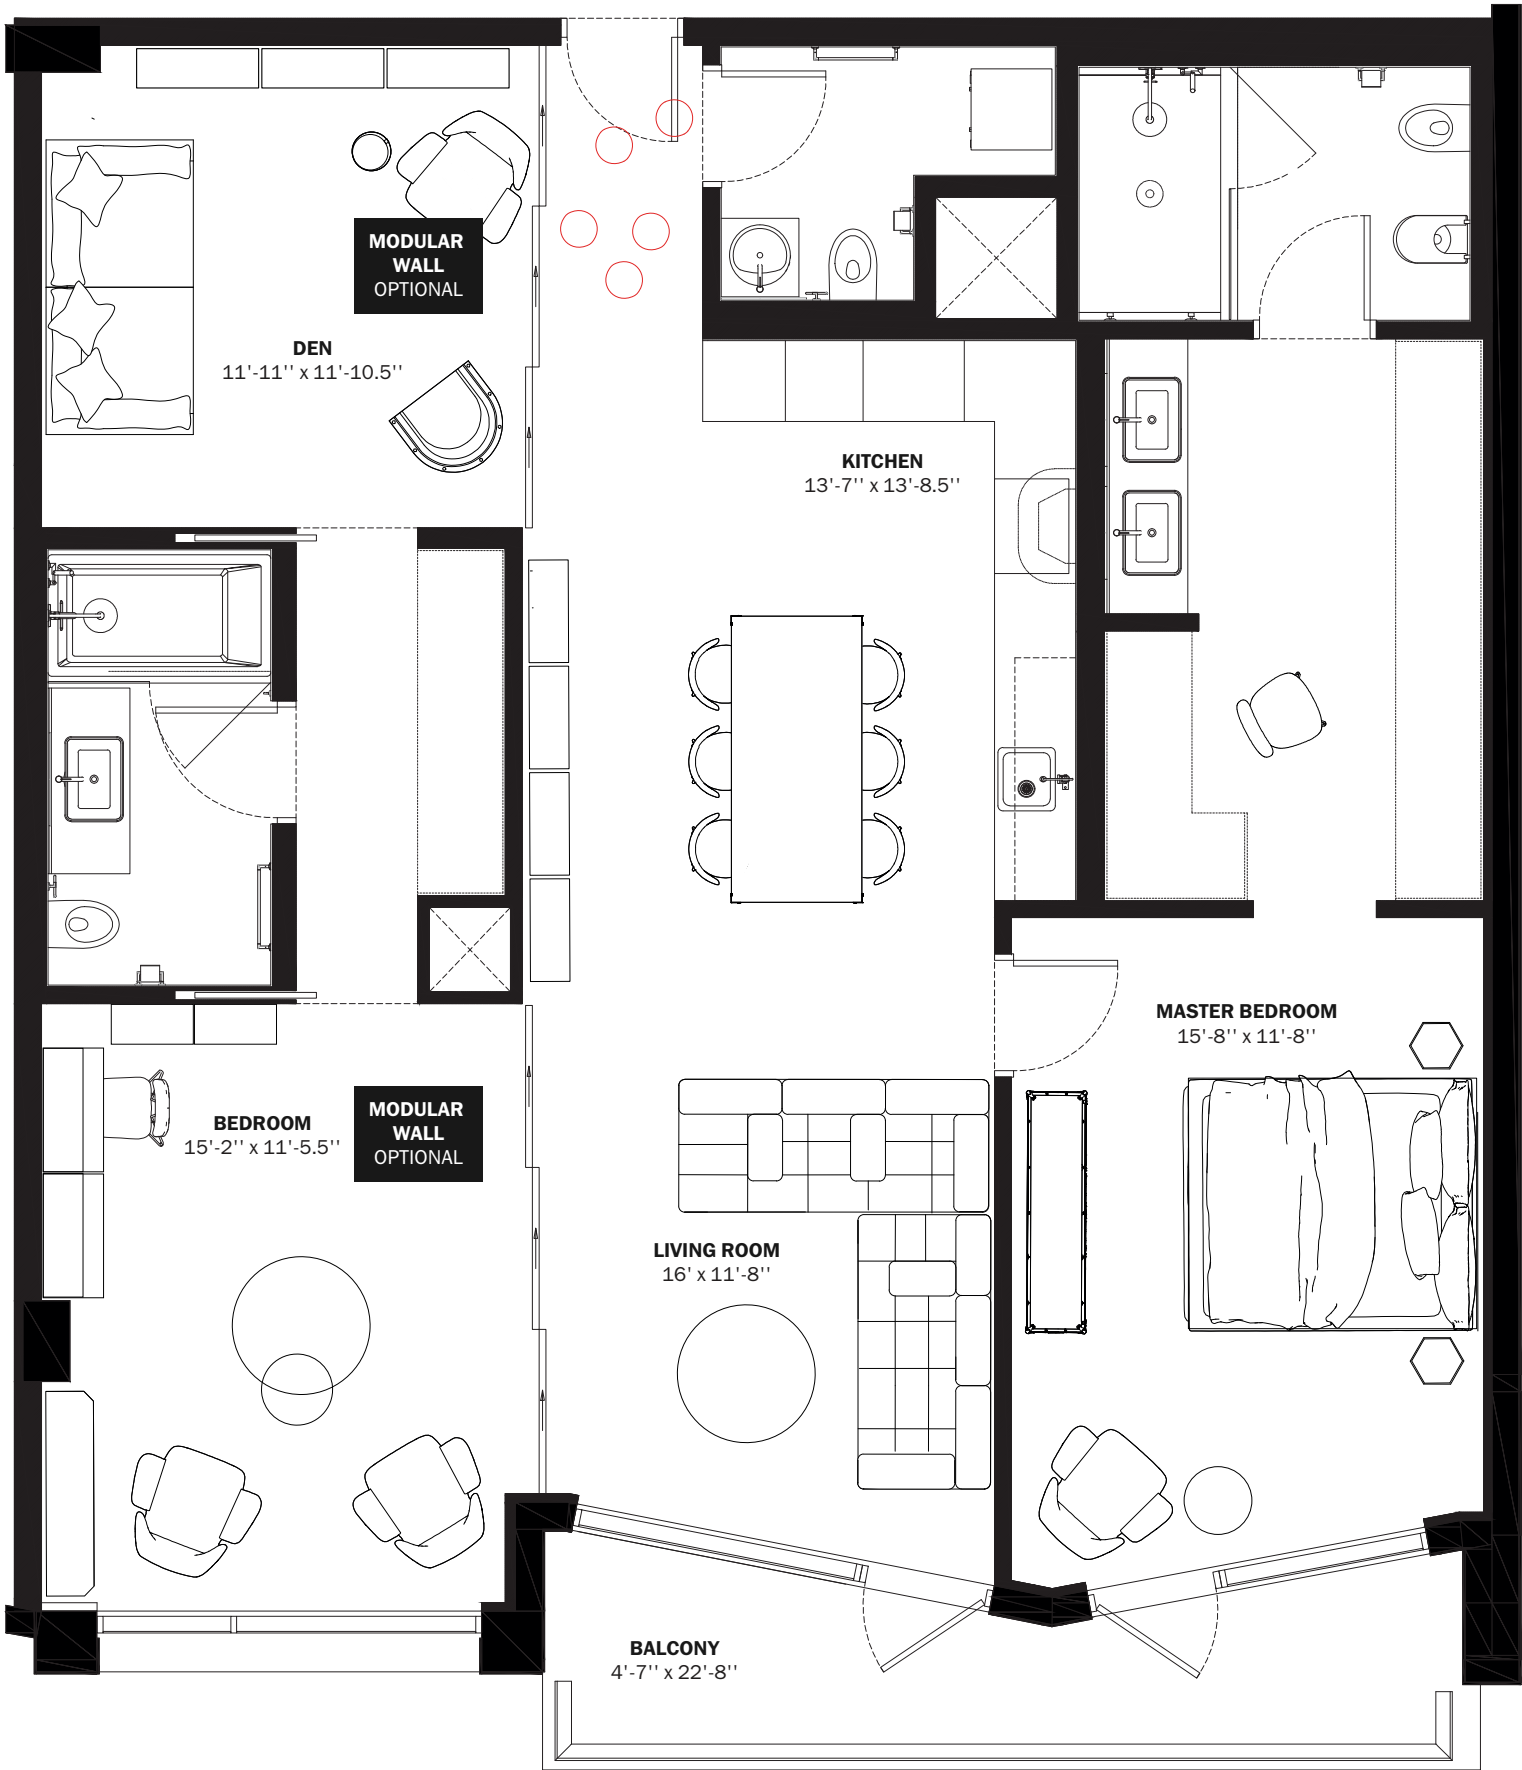 MODULAR
WALL
OPTIONAL
DEN
11'-11'' x 11'-10.5''
KITCHEN
13'-7'' x 13'-8.5''
MASTER BEDROOM
15'-8'' x 11'-8''
BEDROOM
15'-2'' x 11'-5.5''
MODULAR
WALL
OPTIONAL
LIVING ROOM
16' x 11'-8''
BALCONY
4'-7'' x 22'-8''